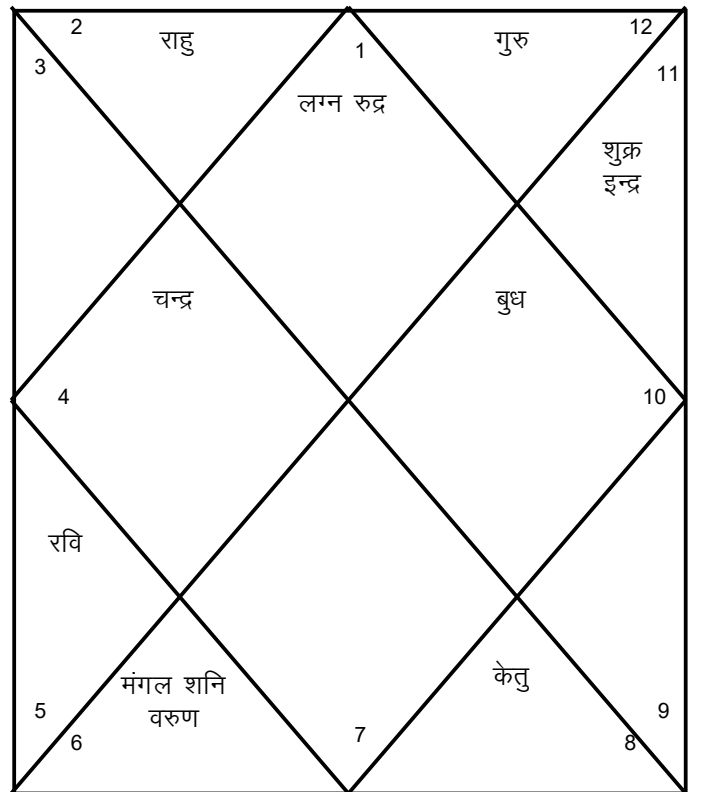 2
राहु
1
गुरु
12
3
11
लग्न रुद्र
शुक्र
इन्द्र
चन्द्र
बुध
4
10
रवि
मंगल शनि
वरुण
केतु
5
6
7
8
9